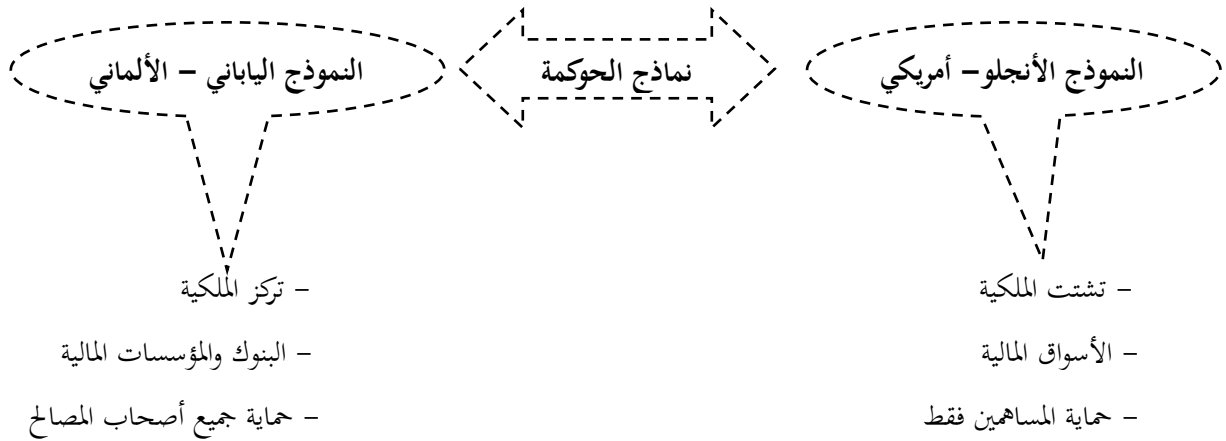 النموذج الأنجلو– أمريكي
نماذج الحوكمة
النموذج الياباني – الألماني
– تشتت الملكية
– الأسواق المالية
– حماية المساهمين فقط
– تركز الملكية
– البنوك والمؤسسات المالية
– حماية جميع أصحاب المصالح